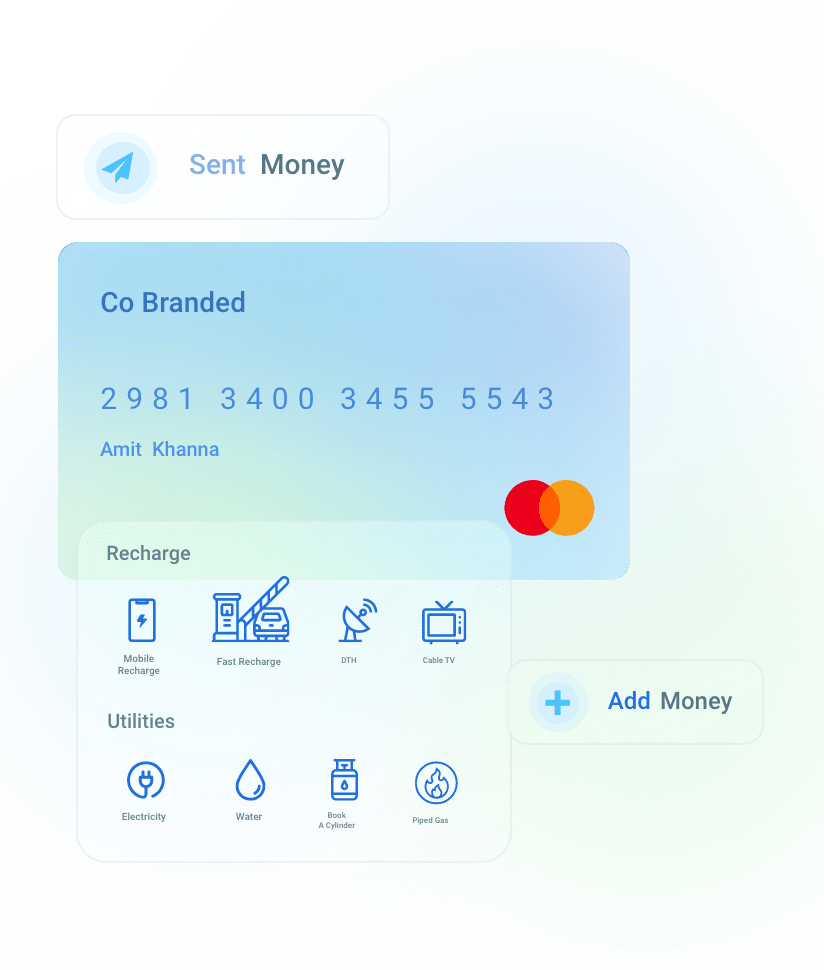 Sent Money
Co Branded
2981 3400 3455 5543
Amit Khanna
Recharge
Mobile
Recharge
Fast Recharge
DTH
Cable TV
Add Money
Utilities
Electricity
Water
Book
A Cylinder
Piped Gas